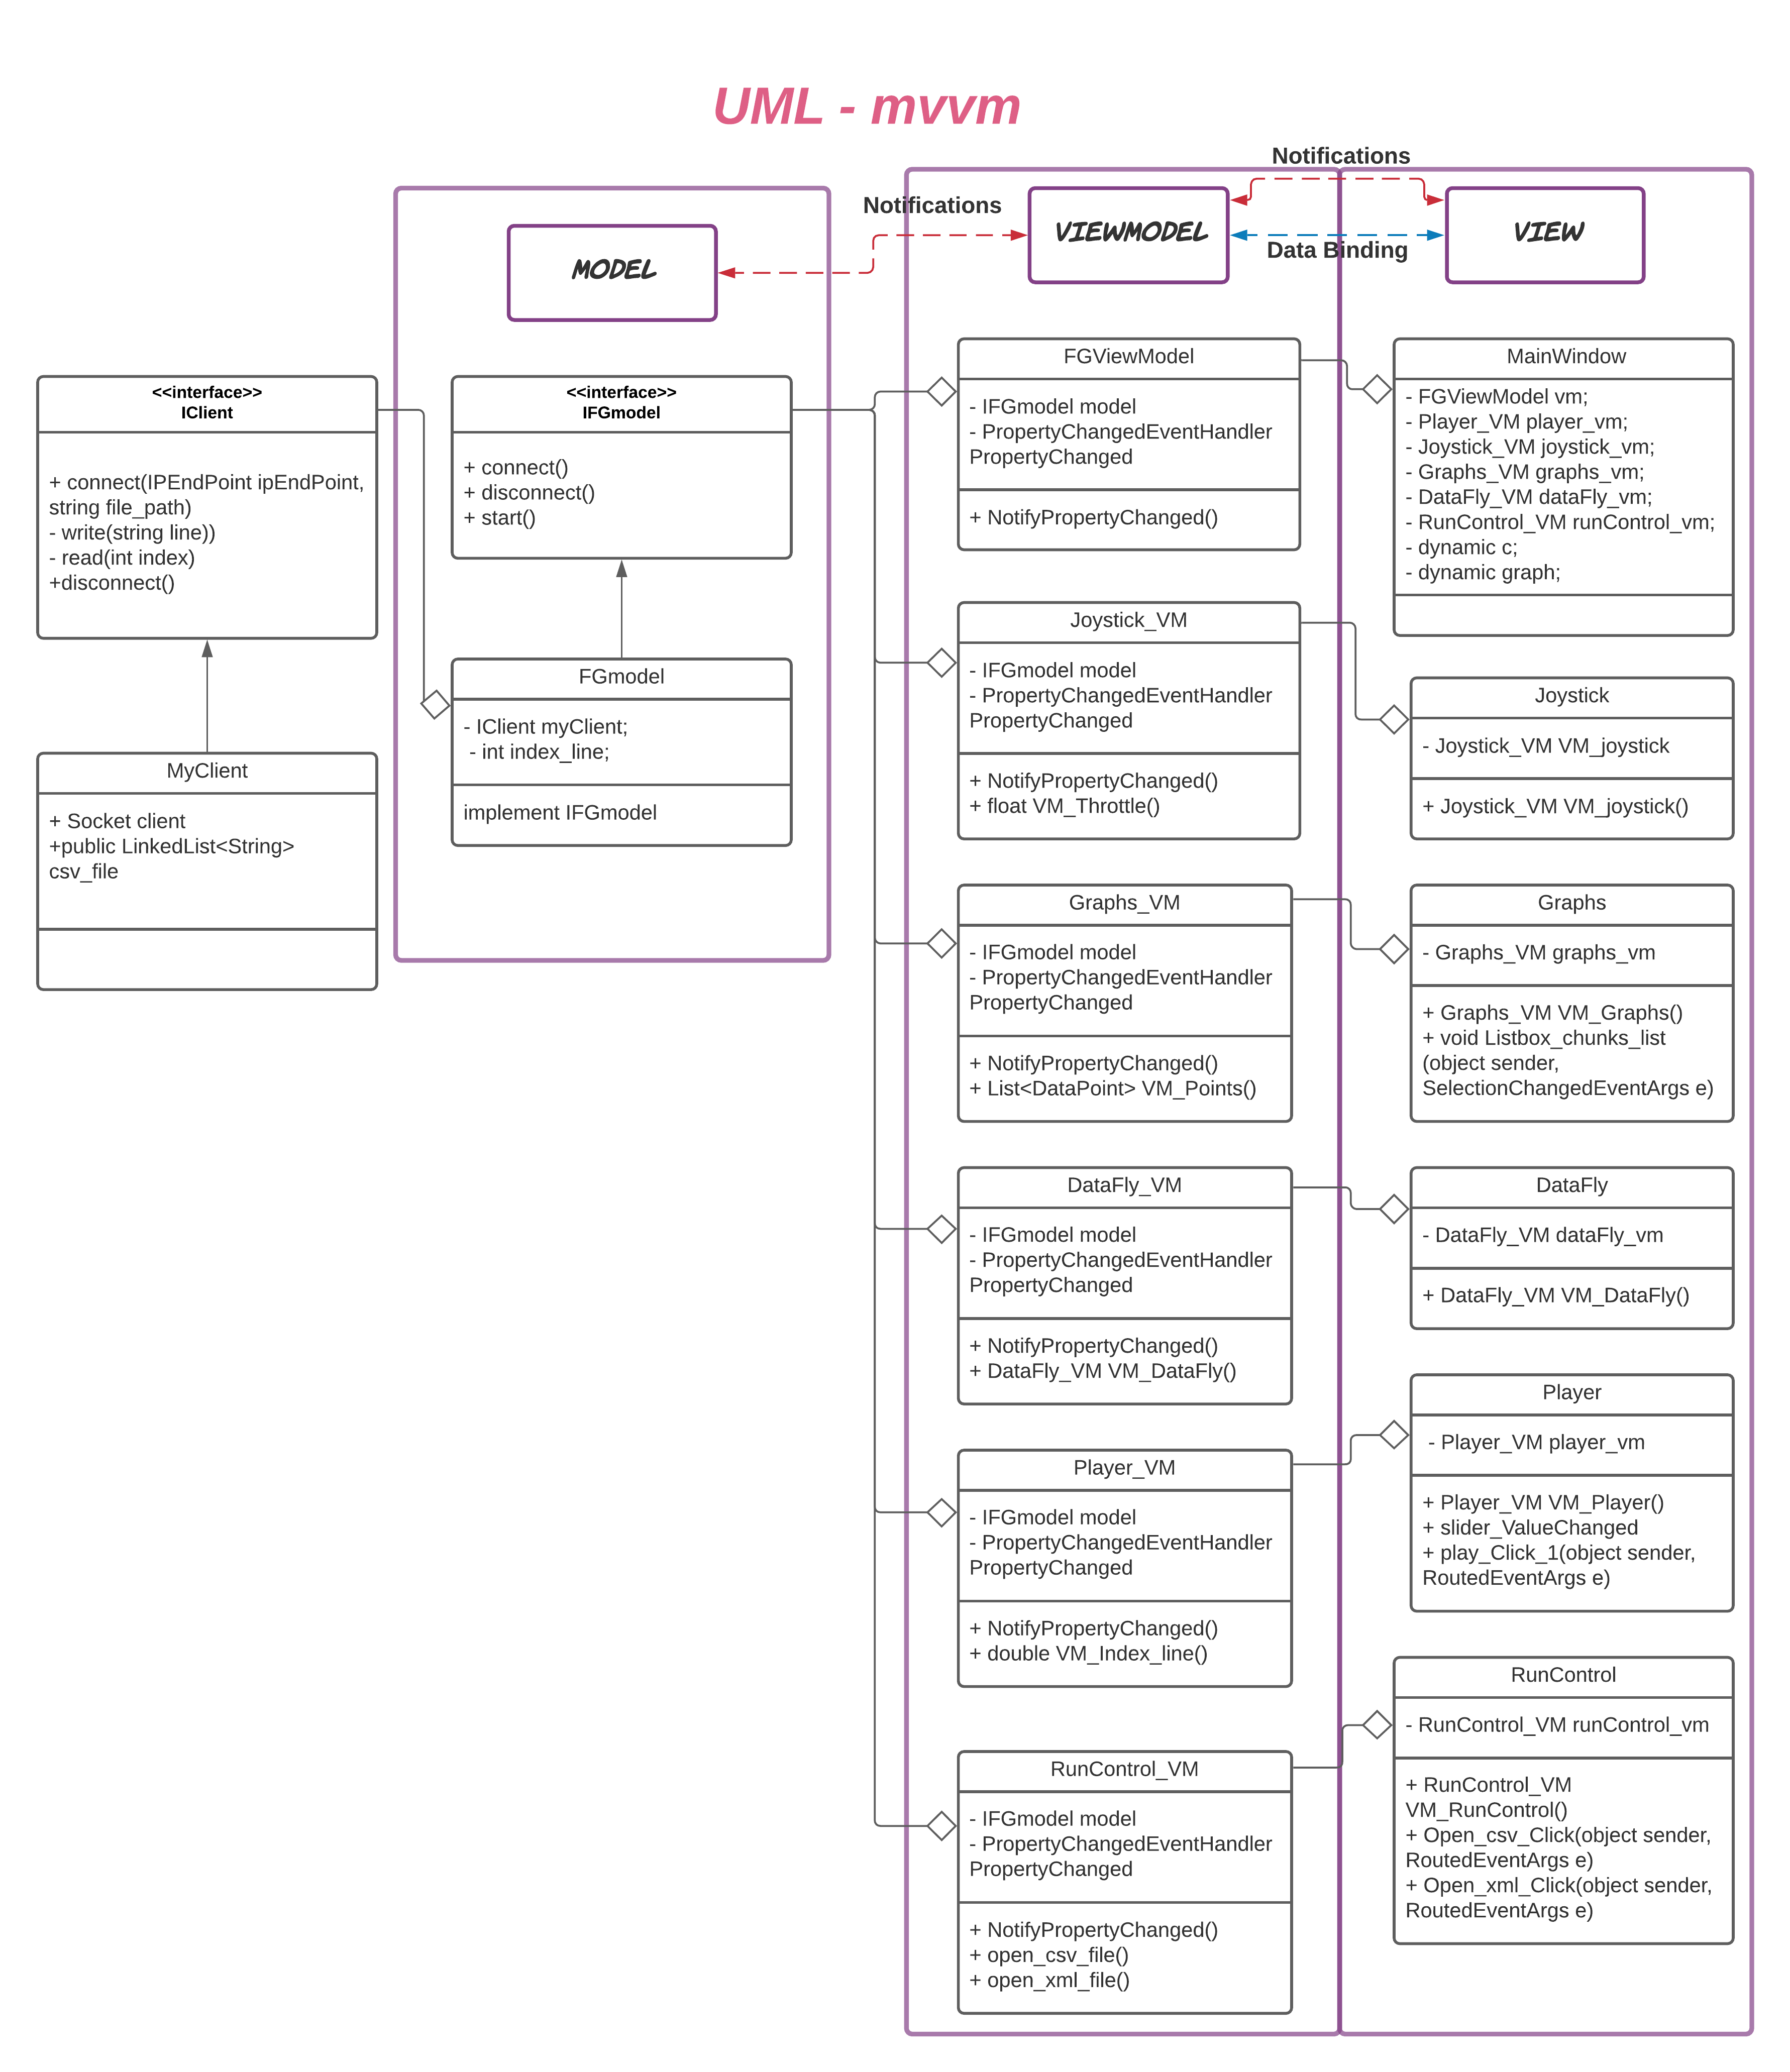 UML - mvvm
Notifications
Notifications
Data Binding
MODEL
VIEWMODEL
VIEW
<<interface>>
IClient
+ connect(IPEndPoint ipEndPoint,
string file_path)
- write(string line))
- read(int index)
+disconnect()
MyClient
+ Socket client
+public LinkedList<String>
csv_file
<<interface>>
IFGmodel
+ connect()
+ disconnect()
+ start()
FGmodel
- IClient myClient;
- int index_line;
implement IFGmodel
FGViewModel
- IFGmodel model
- PropertyChangedEventHandler
PropertyChanged
+ NotifyPropertyChanged()
Joystick_VM
- IFGmodel model
- PropertyChangedEventHandler
PropertyChanged
+ NotifyPropertyChanged()
+ float VM_Throttle()
Graphs_VM
- IFGmodel model
- PropertyChangedEventHandler
PropertyChanged
+ NotifyPropertyChanged()
+ List<DataPoint> VM_Points()
DataFly_VM
- IFGmodel model
- PropertyChangedEventHandler
PropertyChanged
+ NotifyPropertyChanged()
+ DataFly_VM VM_DataFly()
Player_VM
- IFGmodel model
- PropertyChangedEventHandler
PropertyChanged
+ NotifyPropertyChanged()
+ double VM_Index_line()
RunControl_VM
- IFGmodel model
- PropertyChangedEventHandler
PropertyChanged
+ NotifyPropertyChanged()
+ open_csv_file()
+ open_xml_file()
MainWindow
- FGViewModel vm;
- Player_VM player_vm;
- Joystick_VM joystick_vm;
- Graphs_VM graphs_vm;
- DataFly_VM dataFly_vm;
- RunControl_VM runControl_vm;
- dynamic c;
- dynamic graph;
Joystick
- Joystick_VM VM_joystick
+ Joystick_VM VM_joystick()
Graphs
- Graphs_VM graphs_vm
+ Graphs_VM VM_Graphs()
+ void Listbox_chunks_list
(object sender,
SelectionChangedEventArgs e)
DataFly
- DataFly_VM dataFly_vm
+ DataFly_VM VM_DataFly()
Player
- Player_VM player_vm
+ Player_VM VM_Player()
+ slider_ValueChanged
+ play_Click_1(object sender,
RoutedEventArgs e)
RunControl
- RunControl_VM runControl_vm
+ RunControl_VM
VM_RunControl()
+ Open_csv_Click(object sender,
RoutedEventArgs e)
+ Open_xml_Click(object sender,
RoutedEventArgs e)